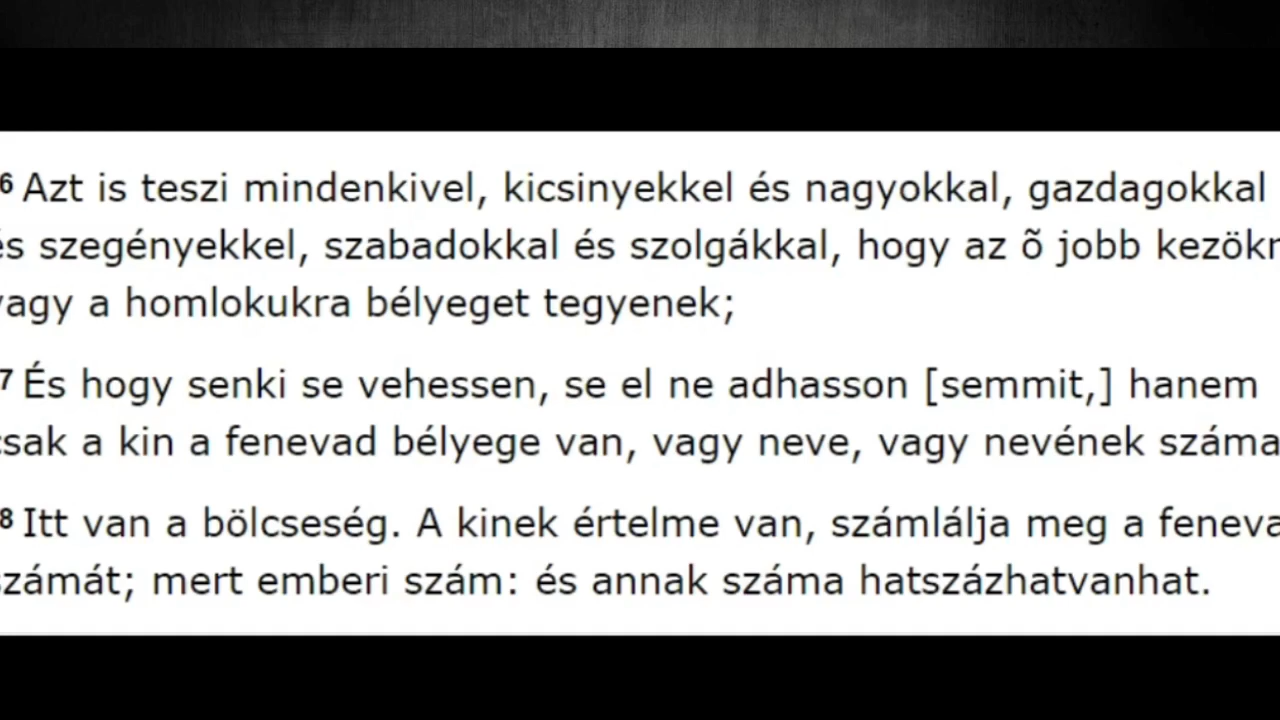 6 Azt is teszi mindenkivel, kicsinyekkel és nagyokkal, gazdagokkal
és szegényekkel, szabadokkal és szolgákkal, hogy az õ jobb kezökr
vagy a homlokukra bélyeget tegyenek;
7 És hogy senki se vehessen, se el ne adhasson [semmit,] hanem
csak a kin a fenevad bélyege van, vagy neve, vagy nevének száma
8 Itt van a bölcseség. A kinek értelme van, számlálja meg a feneva
számát; mert emberi szám: és annak száma hatszázhatvanhat.